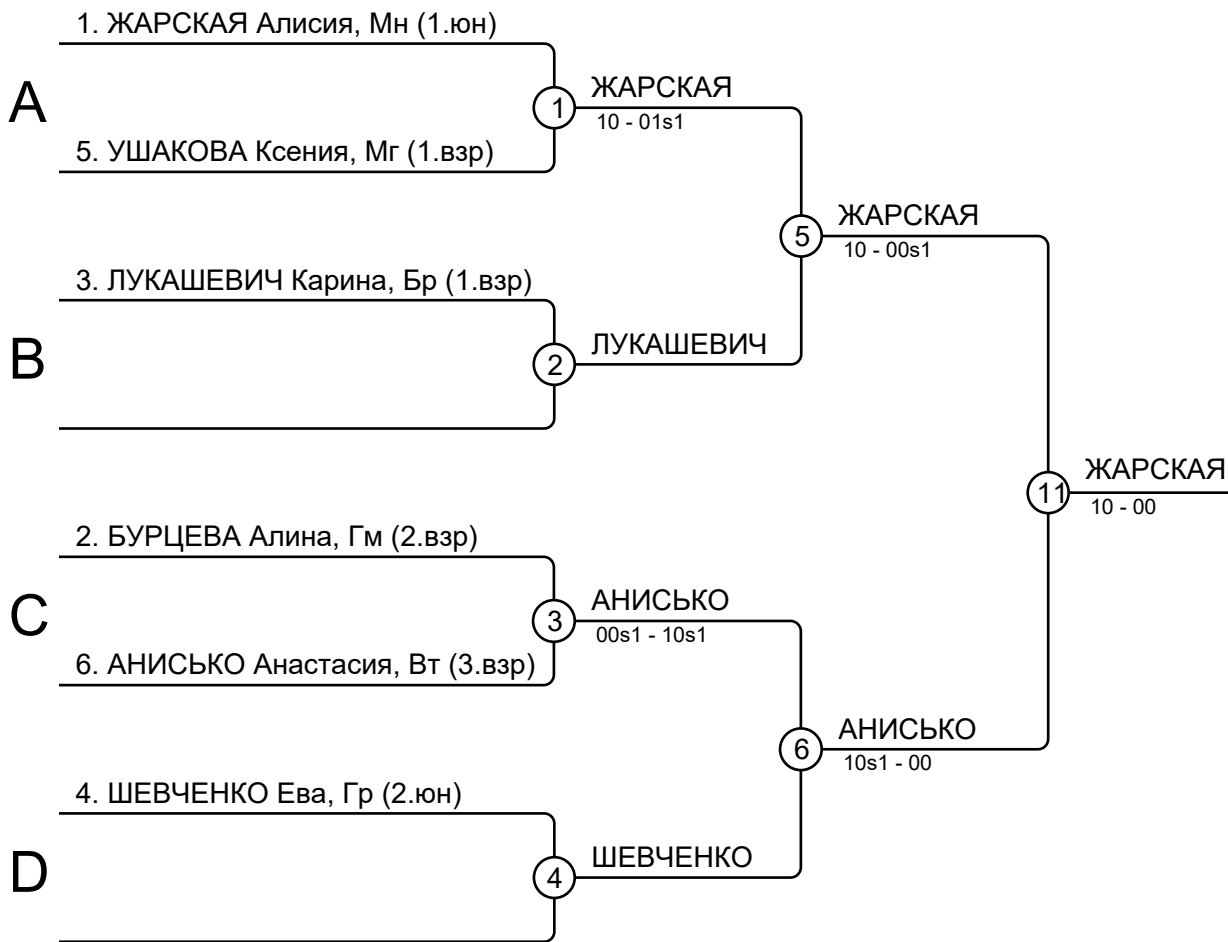 1. ЖАРСКАЯ Алисия, Мн (1.юн)
A
1
ЖАРСКАЯ
10 - 01s1
5. УШАКОВА Ксения, Мг (1.взр)
5
ЖАРСКАЯ
10 - 00s1
3. ЛУКАШЕВИЧ Карина, Бр (1.взр)
B
2
ЛУКАШЕВИЧ
11
ЖАРСКАЯ
10 - 00
2. БУРЦЕВА Алина, Гм (2.взр)
C
3
АНИСЬКО
00s1 - 10s1
6. АНИСЬКО Анастасия, Вт (3.взр)
6
АНИСЬКО
10s1 - 00
4. ШЕВЧЕНКО Ева, Гр (2.юн)
D
4
ШЕВЧЕНКО